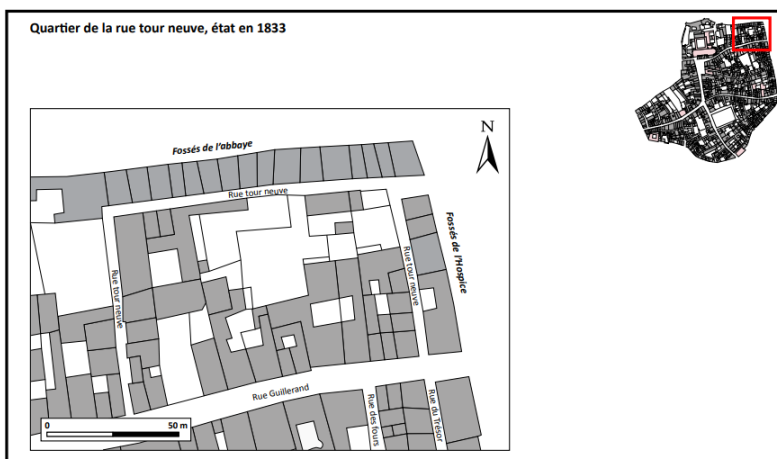 Quartier de la rue tour neuve, état en 1833
N
Fossés de l'abbaye
Rue tour neuve
Fossés de l'Hospice
Rue tour neuve
Rue tour neuve
Rue Guillerand
Rue des fours
Rue du Trésor
0 50 m